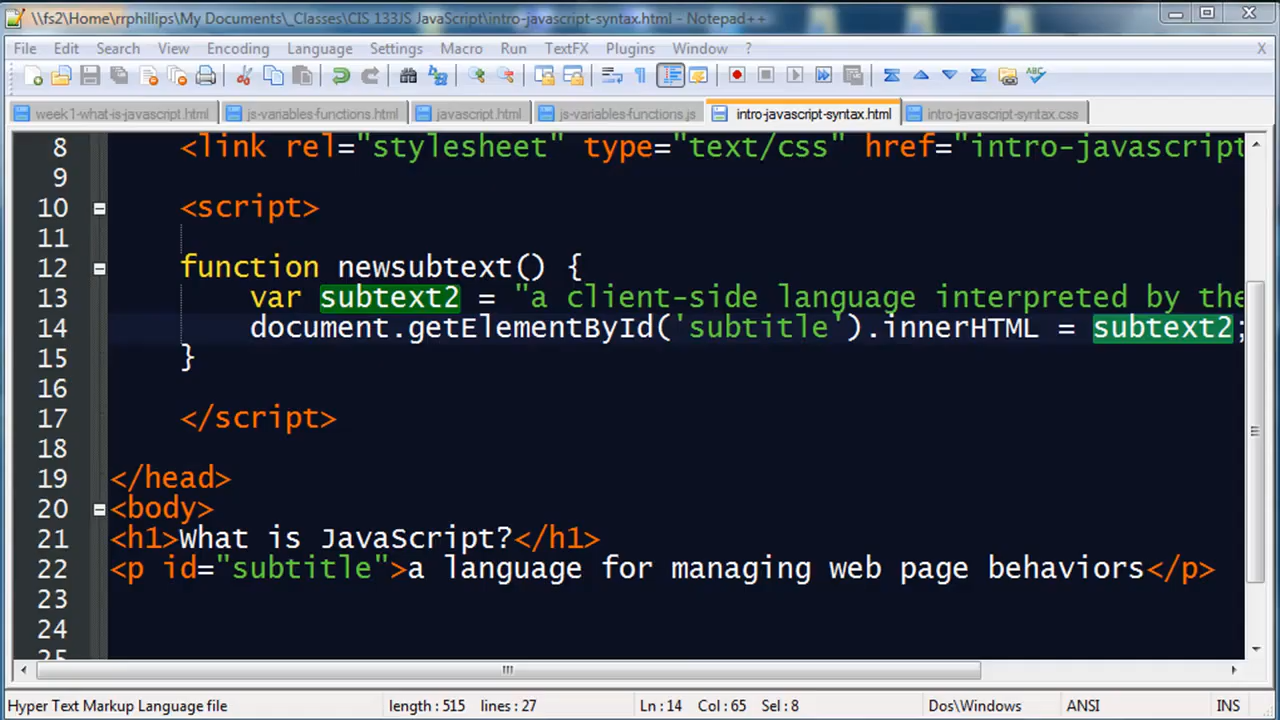 \\fs2\Home\rrphillips\My Documents\_Classes\CIS 133JS JavaScript\intro-javascript-syntax.html - Notepad++
File Edit Search View Encoding Language Settings Macro Run TextFX Plugins Window ? X
week1-what-is-javascript.html js-variables-functions.html javascript.html js-variables-functions.js intro-javascript-syntax.html intro-javascript-syntax.css
8 <link rel="stylesheet" type="text/css" href="intro-javascript
9
10 <script>
11
12 function newsubtext() {
13 var subtext2 = "a client-side language interpreted by the
14 document.getElementById('subtitle').innerHTML = subtext2;
15 }
16
17 </script>
18
19 </head>
20 <body>
21 <h1>What is JavaScript?</h1>
22 <p id="subtitle">a language for managing web page behaviors</p>
23
24
25
Hyper Text Markup Language file length : 515 lines : 27 Ln : 14 Col : 65 Sel : 8 Dos\Windows ANSI INS